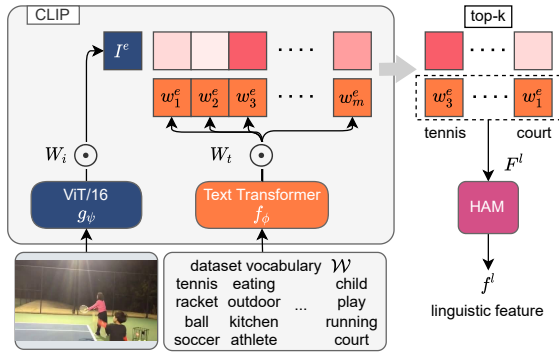 CLIP
top-k
I^e
w_1^e w_2^e w_3^e .... w_m^e
w_3^e .... w_1^e
tennis court
W_i W_t
F^l
ViT/16
g_ψ
Text Transformer
f_ϕ
HAM
f^l
linguistic feature
dataset vocabulary 𝒲
tennis eating child
racket outdoor ... play
ball kitchen running
soccer athlete court